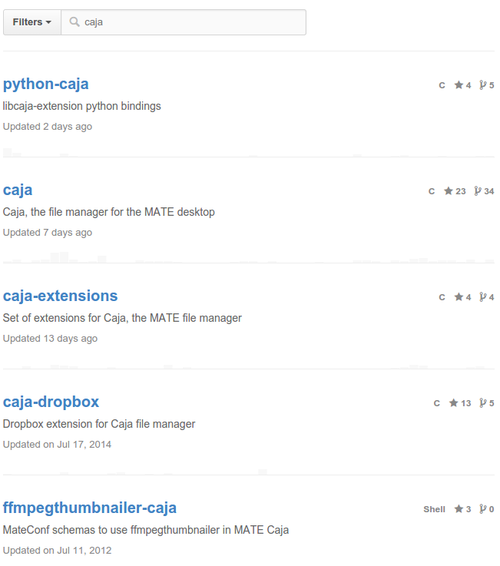 Filters caja
python-caja C 4 5
libcaja-extension python bindings
Updated 2 days ago
caja C 23 34
Caja, the file manager for the MATE desktop
Updated 7 days ago
caja-extensions C 4 4
Set of extensions for Caja, the MATE file manager
Updated 13 days ago
caja-dropbox C 13 5
Dropbox extension for Caja file manager
Updated on Jul 17, 2014
ffmpegthumbnailer-caja Shell 3 0
MateConf schemas to use ffmpegthumbnailer in MATE Caja
Updated on Jul 11, 2012